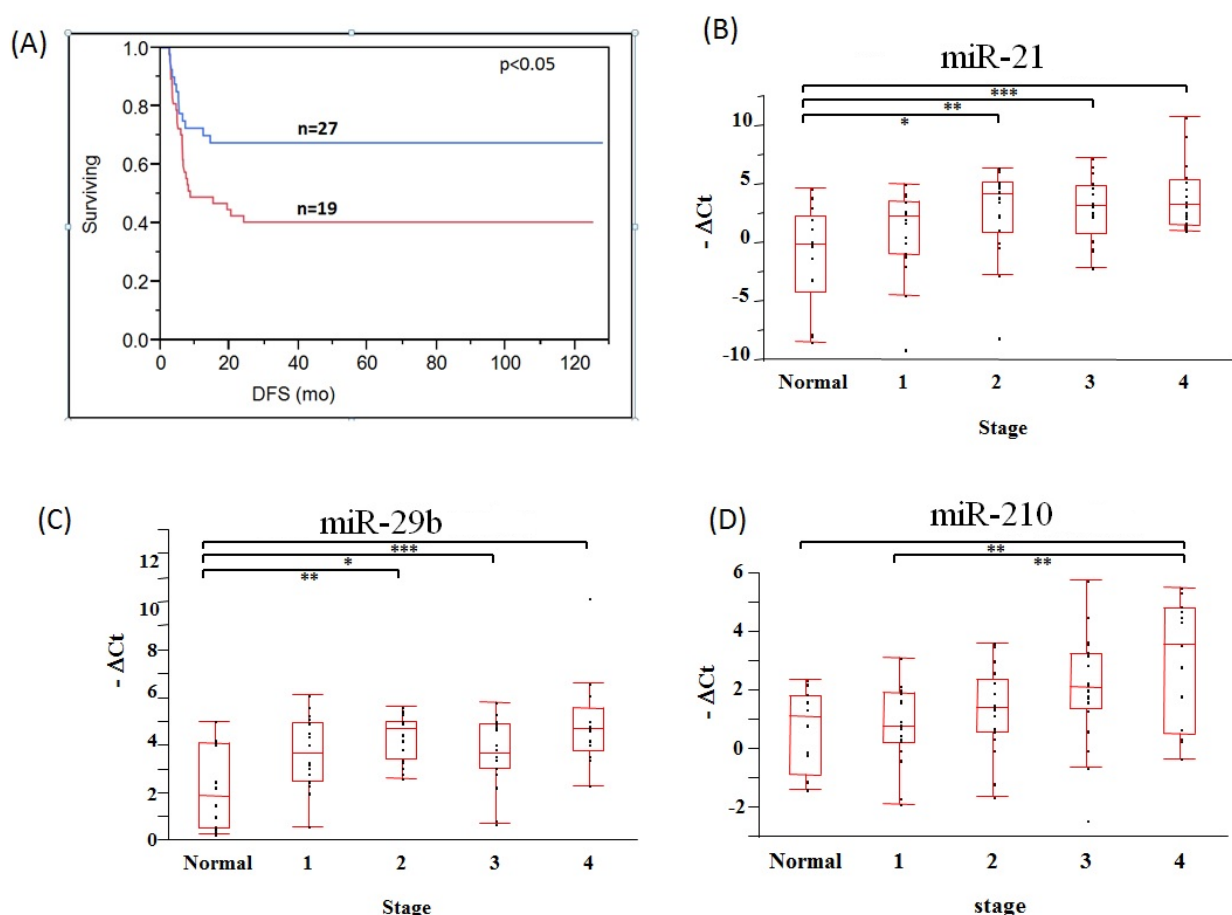 (A)
p<0.05
1.0
0.8
0.6
0.4
0.2
0.0
Surviving
n=27
n=19
0 20 40 60 80 100 120
DFS (mo)
(B)
miR-21
***
**
*
10
5
0
-5
-10
- ΔCt
Normal 1 2 3 4
Stage
(C)
miR-29b
***
*
**
12
10
8
6
4
2
0
- ΔCt
Normal 1 2 3 4
Stage
(D)
miR-210
**
**
6
4
2
0
-2
- ΔCt
Normal 1 2 3 4
stage